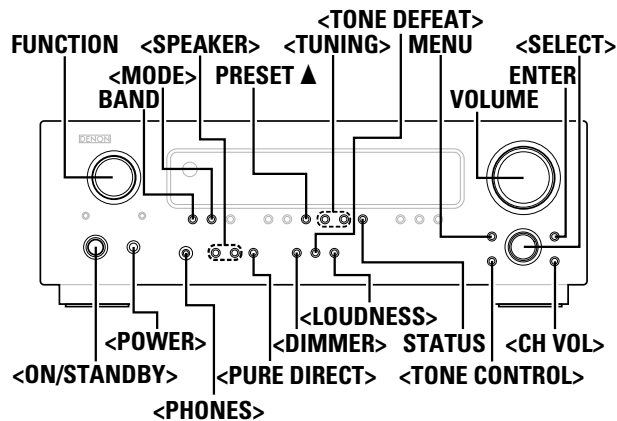 <TONE DEFEAT>
FUNCTION <SPEAKER> <TUNING> MENU <SELECT>
<MODE> PRESET ▲ ENTER
BAND VOLUME
DENON
<LOUDNESS>
<POWER> <DIMMER> STATUS <CH VOL>
<ON/STANDBY> <PURE DIRECT> <TONE CONTROL>
<PHONES>